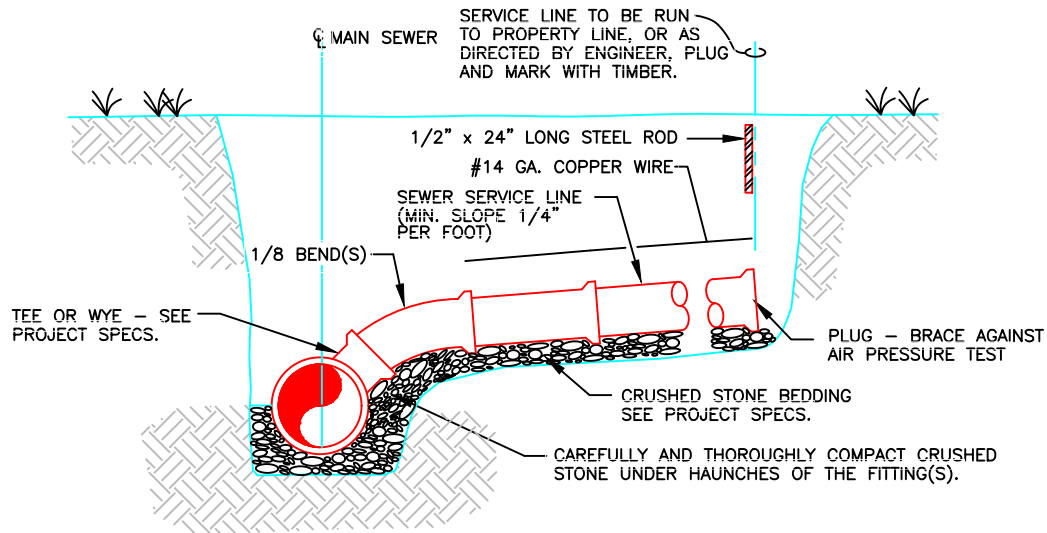 SERVICE LINE TO BE RUN
TO PROPERTY LINE, OR AS
DIRECTED BY ENGINEER, PLUG
AND MARK WITH TIMBER.
℄ MAIN SEWER
1/2" x 24" LONG STEEL ROD
#14 GA. COPPER WIRE
SEWER SERVICE LINE
(MIN. SLOPE 1/4"
PER FOOT)
1/8 BEND(S)
TEE OR WYE – SEE
PROJECT SPECS.
PLUG – BRACE AGAINST
AIR PRESSURE TEST
CRUSHED STONE BEDDING
SEE PROJECT SPECS.
CAREFULLY AND THOROUGHLY COMPACT CRUSHED
STONE UNDER HAUNCHES OF THE FITTING(S).